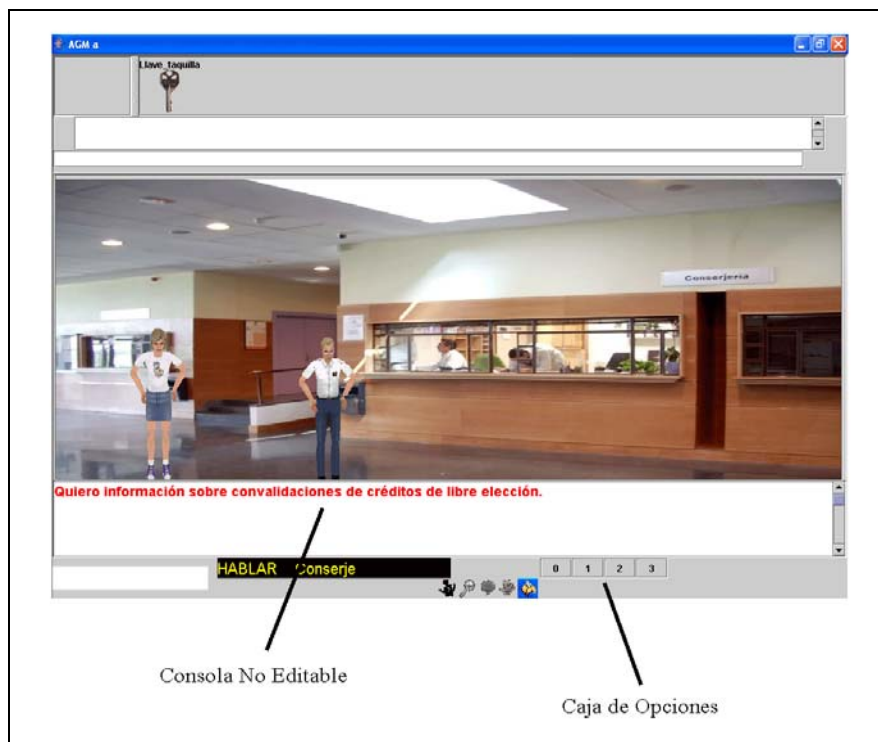 AGM a
Llave_taquilla
Conserjería
Quiero información sobre convalidaciones de créditos de libre elección.
HABLAR Conserje
0 1 2 3
Consola No Editable
Caja de Opciones